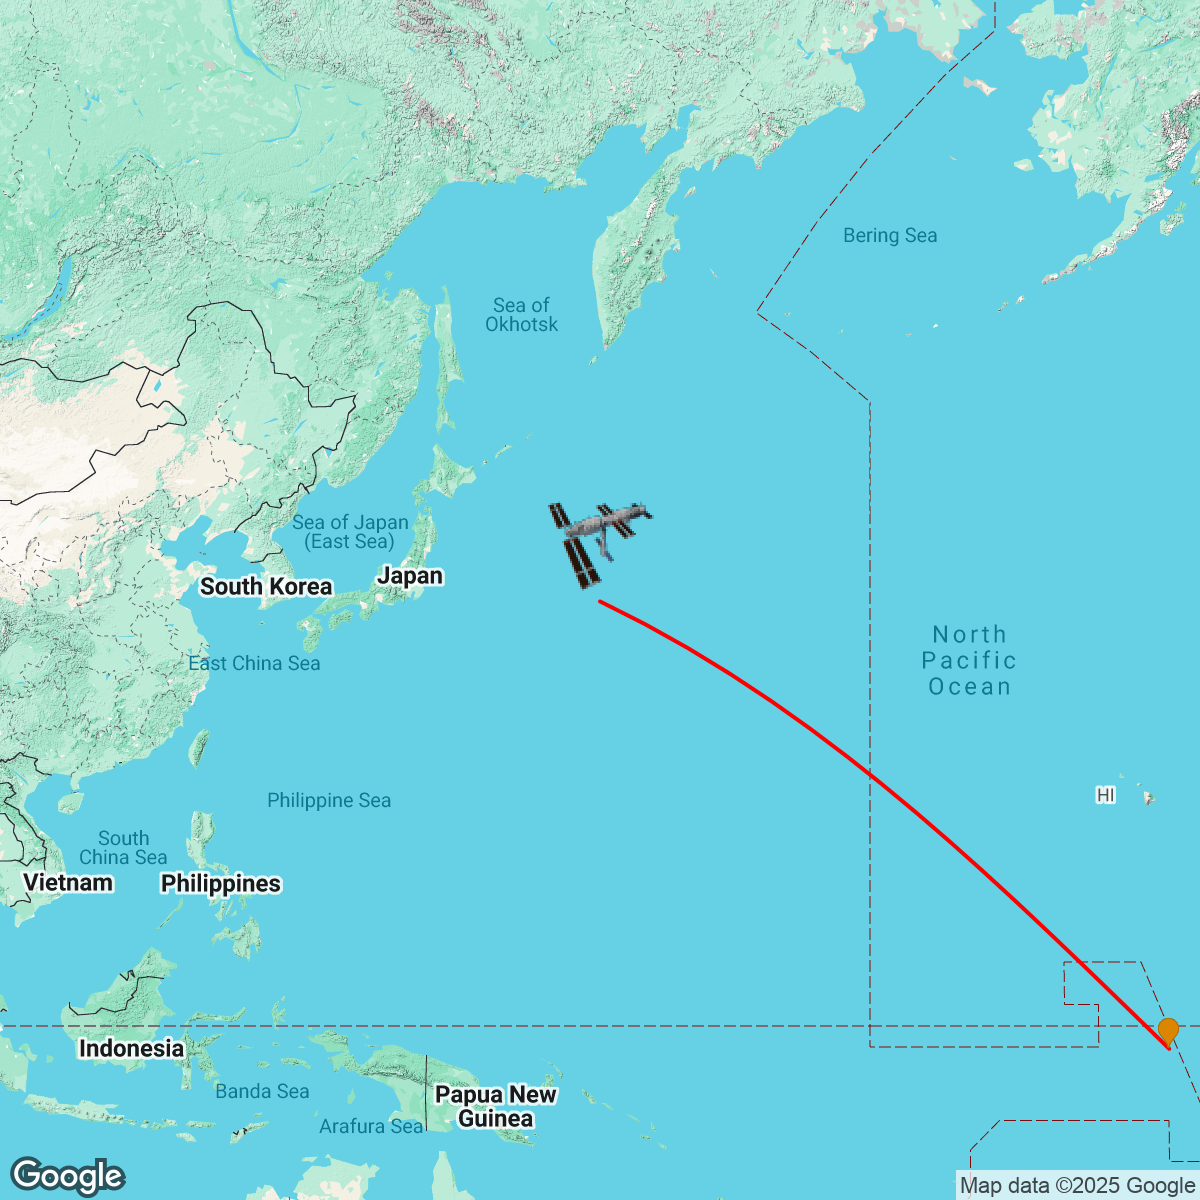 Bering Sea
Sea of
Okhotsk
Sea of Japan
(East Sea)
South Korea
Japan
East China Sea
North
Pacific
Ocean
Philippine Sea
HI
South
China Sea
Vietnam
Philippines
Indonesia
Banda Sea
Papua New
Guinea
Arafura Sea
Google
Map data ©2025 Google